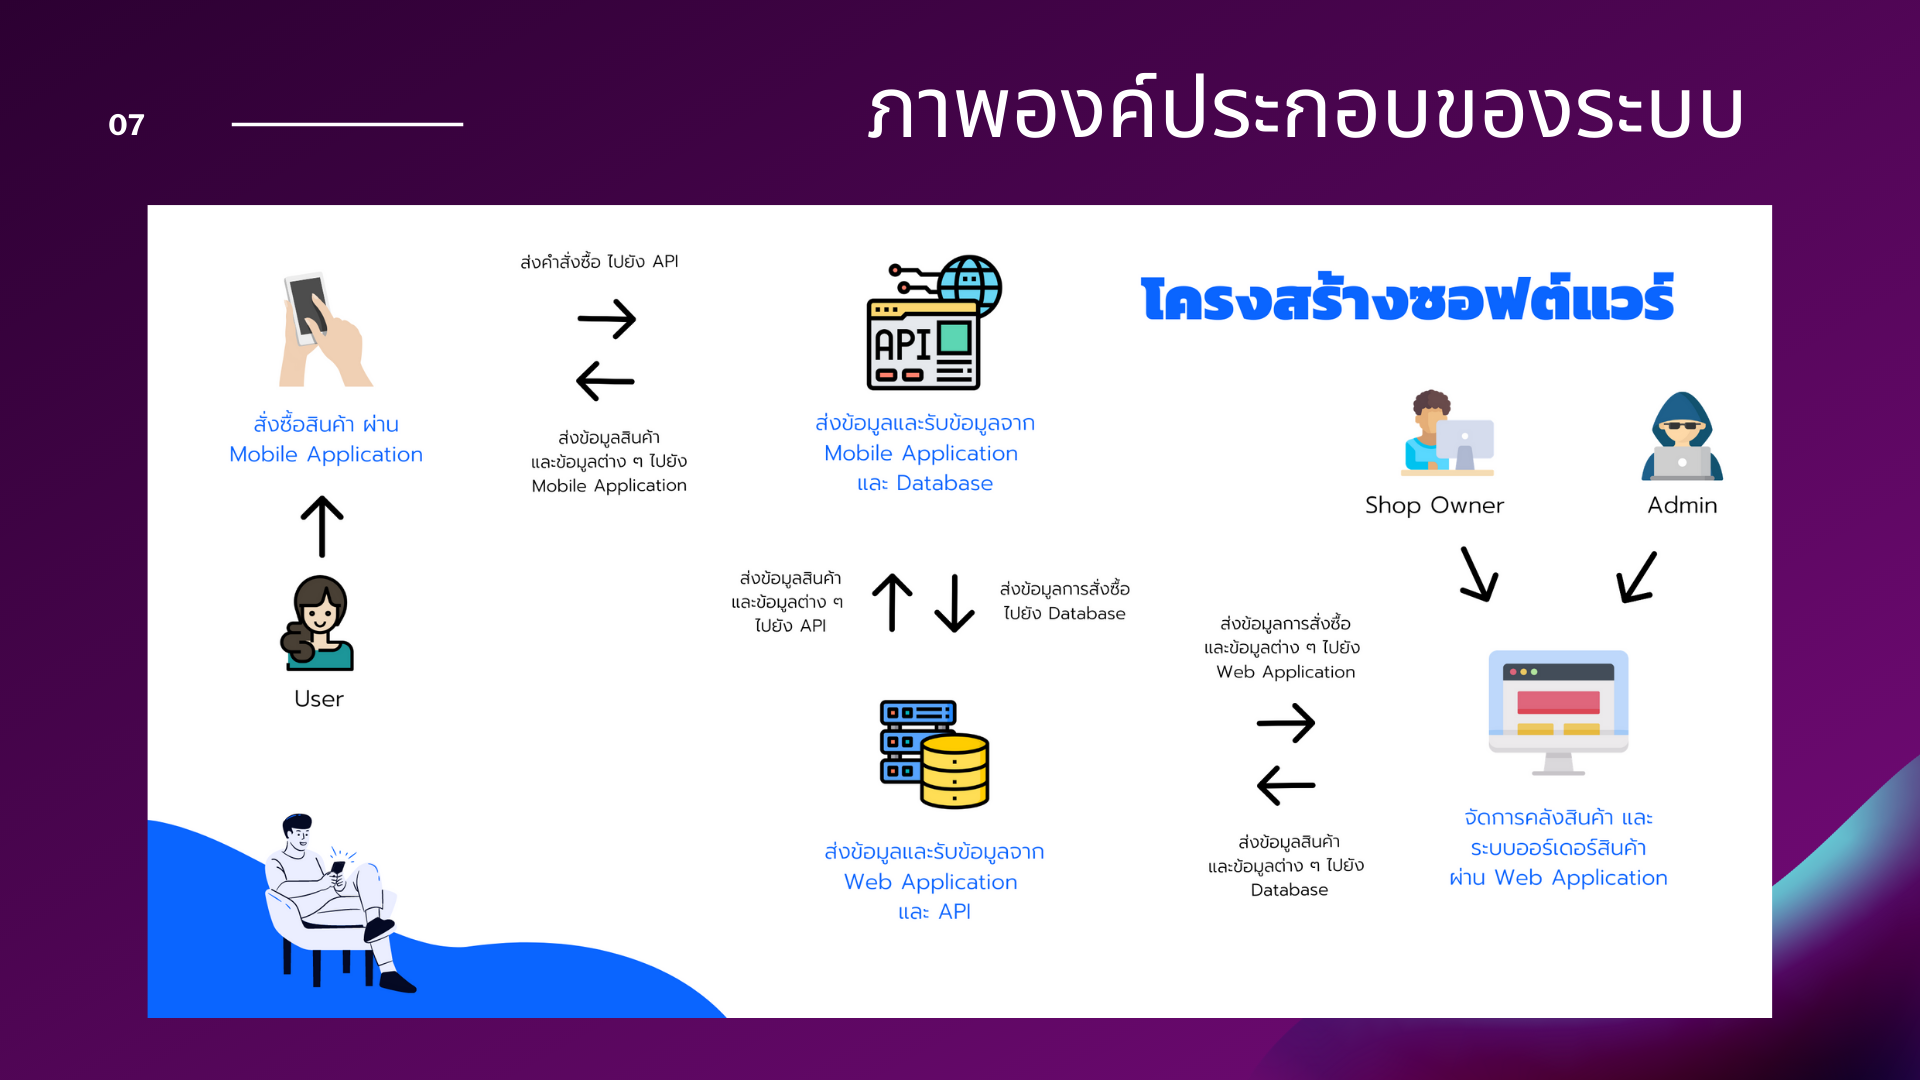 07
ภาพองค์ประกอบของระบบ
โครงสร้างซอฟต์แวร์
สั่งซื้อสินค้า ผ่าน
Mobile Application
User
ส่งคำสั่งซื้อ ไปยัง API
ส่งข้อมูลสินค้า
และข้อมูลต่าง ๆ ไปยัง
Mobile Application
API
ส่งข้อมูลและรับข้อมูลจาก
Mobile Application
และ Database
ส่งข้อมูลสินค้า
และข้อมูลต่าง ๆ
ไปยัง API
ส่งข้อมูลการสั่งซื้อ
ไปยัง Database
ส่งข้อมูลและรับข้อมูลจาก
Web Application
และ API
Shop Owner
Admin
ส่งข้อมูลการสั่งซื้อ
และข้อมูลต่าง ๆ ไปยัง
Web Application
ส่งข้อมูลสินค้า
และข้อมูลต่าง ๆ ไปยัง
Database
จัดการคลังสินค้า และ
ระบบออร์เดอร์สินค้า
ผ่าน Web Application